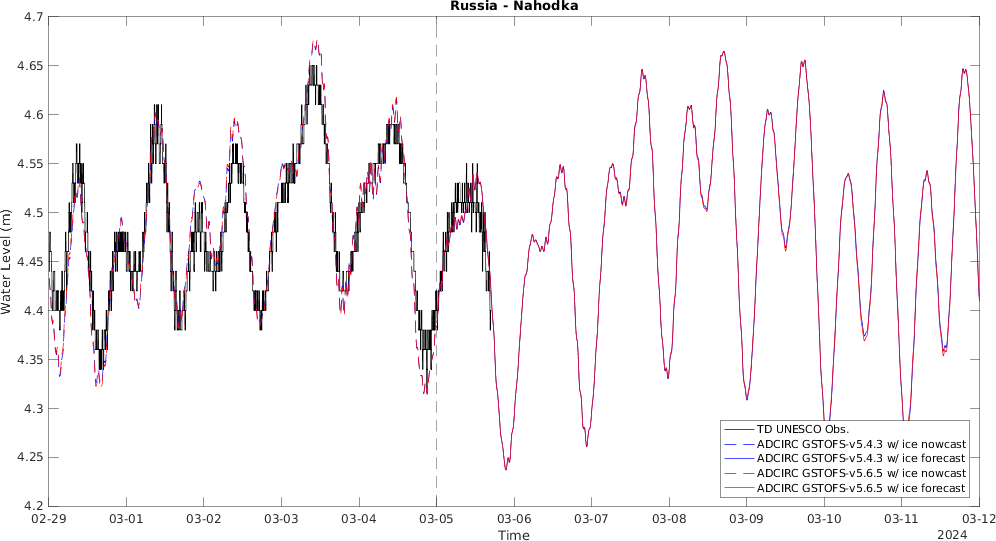 Russia - Nahodka
4.7
4.65
4.6
4.55
4.5
4.45
4.4
4.35
4.3
4.25
4.2
Water Level (m)
TD UNESCO Obs.
ADCIRC GSTOFS-v5.4.3 w/ ice nowcast
ADCIRC GSTOFS-v5.4.3 w/ ice forecast
ADCIRC GSTOFS-v5.6.5 w/ ice nowcast
ADCIRC GSTOFS-v5.6.5 w/ ice forecast
02-29 03-01 03-02 03-03 03-04 03-05 03-06 03-07 03-08 03-09 03-10 03-11 03-12
Time
2024